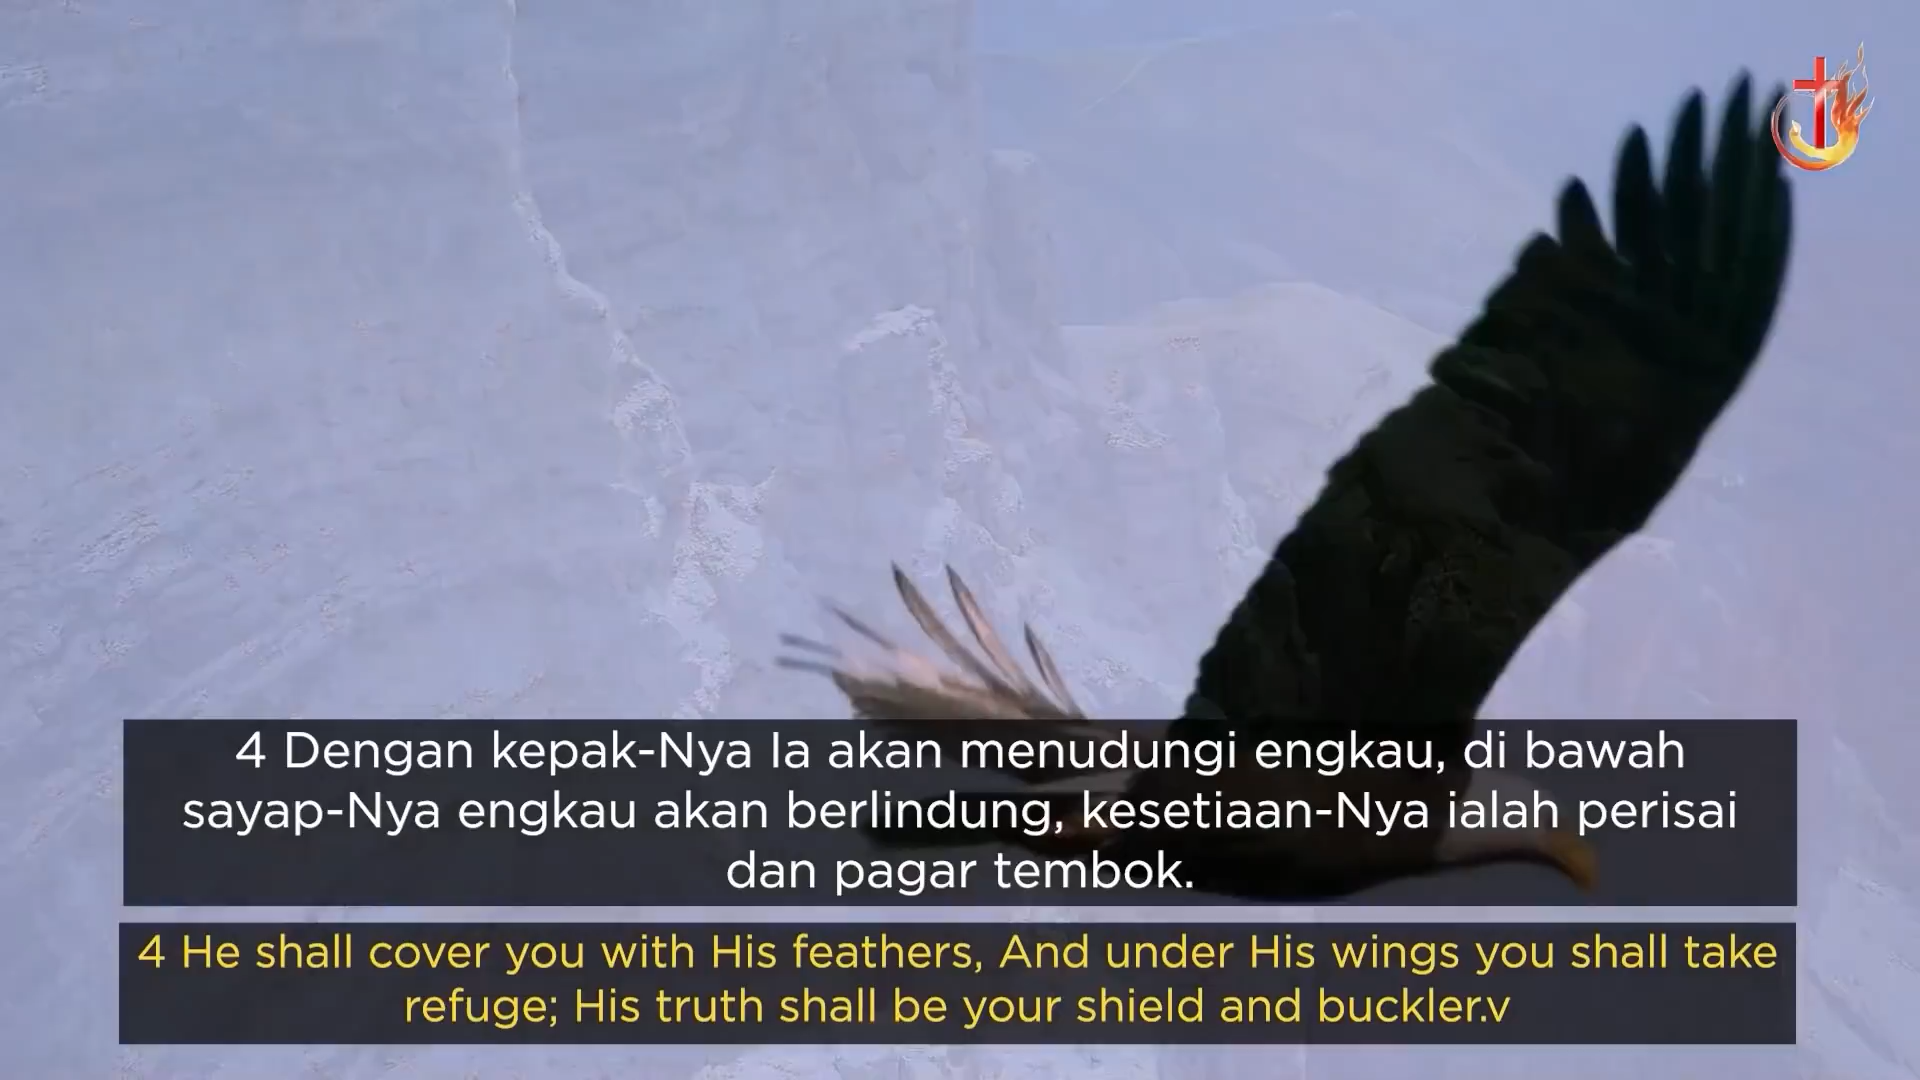 4 Dengan kepak-Nya Ia akan menudungi engkau, di bawah
sayap-Nya engkau akan berlindung, kesetiaan-Nya ialah perisai
dan pagar tembok.
4 He shall cover you with His feathers, And under His wings you shall take
refuge; His truth shall be your shield and buckler.v